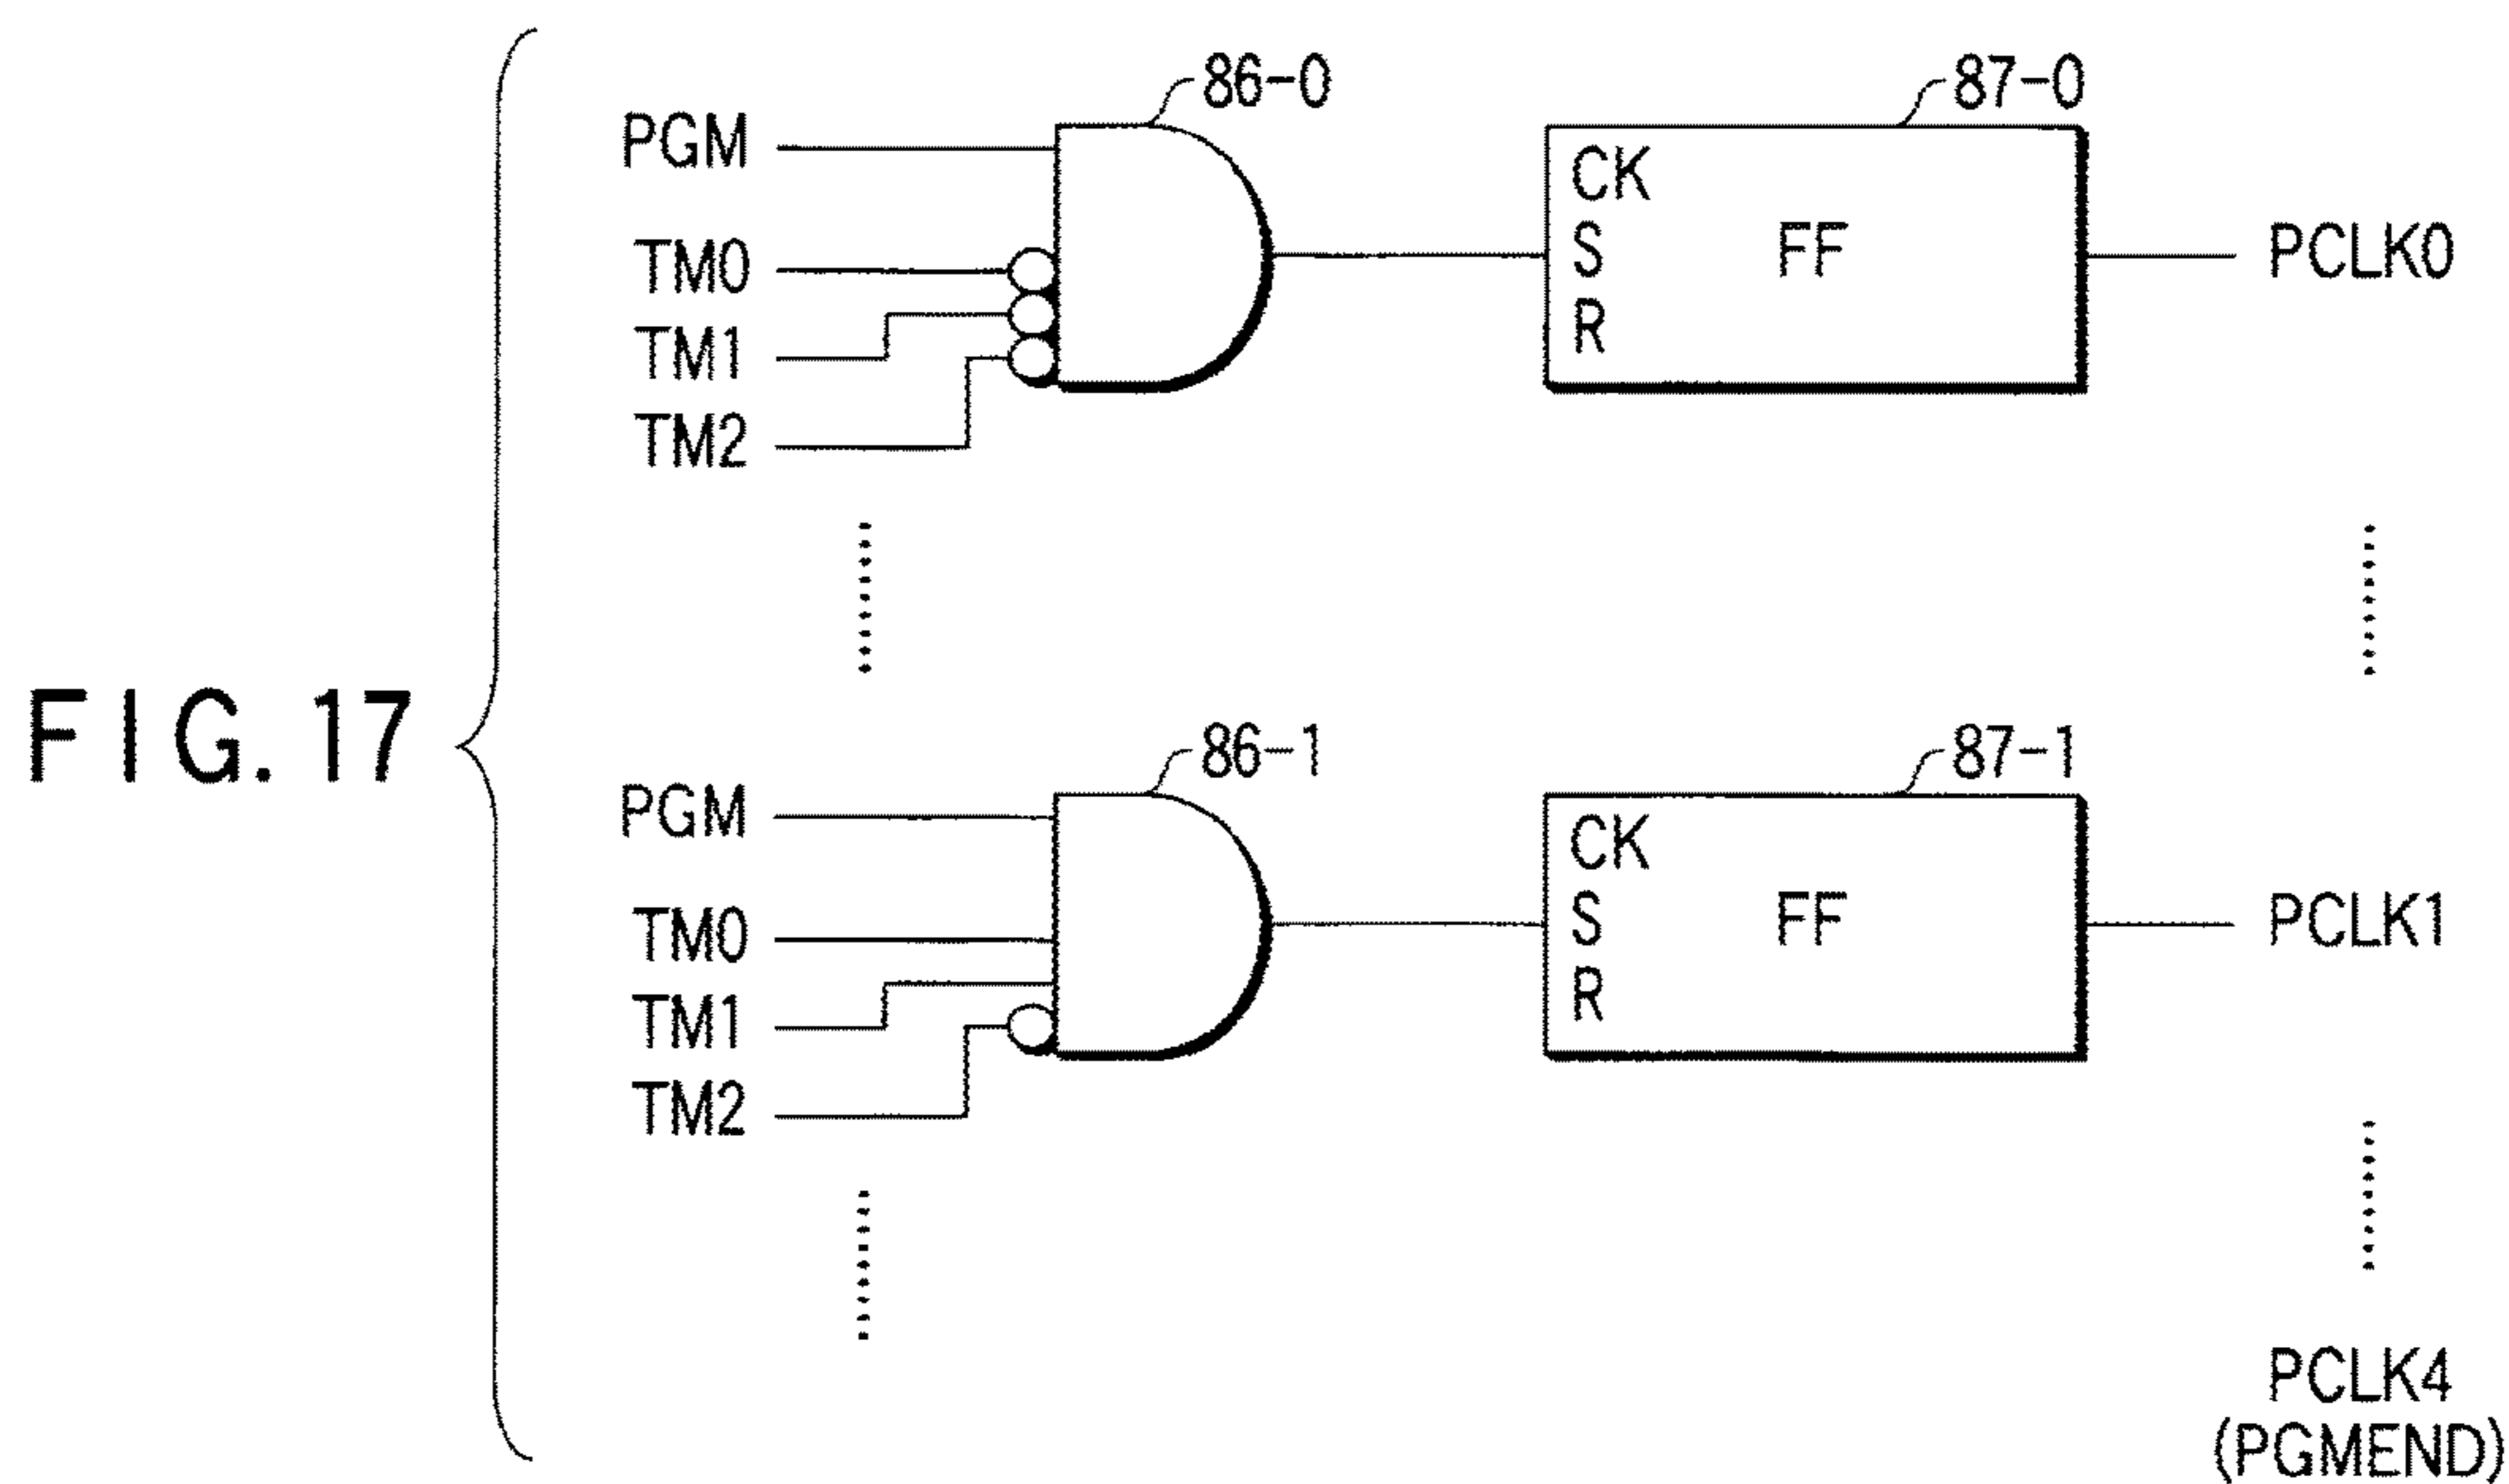 FIG.17
86-0
87-0
PGM
TM0
TM1
TM2
CK
S
R
FF
PCLK0
86-1
87-1
PGM
TM0
TM1
TM2
CK
S
R
FF
PCLK1
PCLK4
(PGMEND)